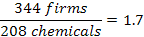 344 firms
208 chemicals = 1.7